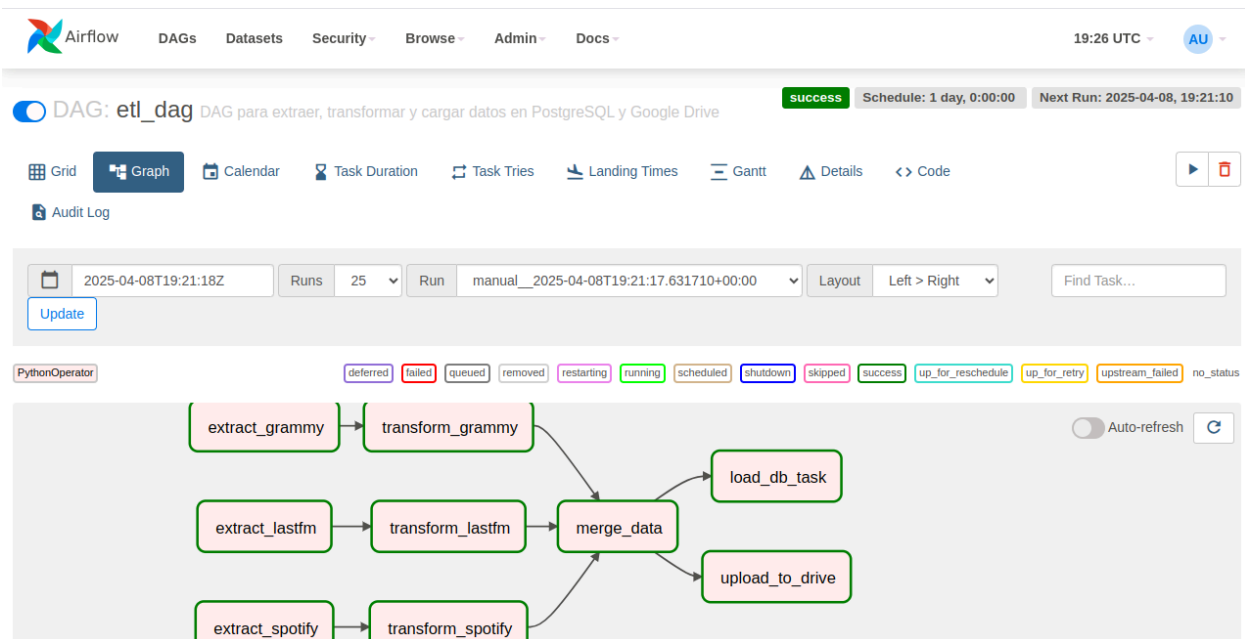 Airflow DAGs Datasets Security Browse Admin Docs 19:26 UTC AU
DAG: etl_dag DAG para extraer, transformar y cargar datos en PostgreSQL y Google Drive
success Schedule: 1 day, 0:00:00 Next Run: 2025-04-08, 19:21:10
Grid Graph Calendar Task Duration Task Tries Landing Times Gantt Details <> Code
Audit Log
2025-04-08T19:21:18Z Runs 25 Run manual__2025-04-08T19:21:17.631710+00:00 Layout Left > Right Find Task...
Update
PythonOperator deferred failed queued removed restarting running scheduled shutdown skipped success up_for_reschedule up_for_retry upstream_failed no_status
Auto-refresh
extract_grammy transform_grammy
load_db_task
extract_lastfm transform_lastfm merge_data
upload_to_drive
extract_spotify transform_spotify